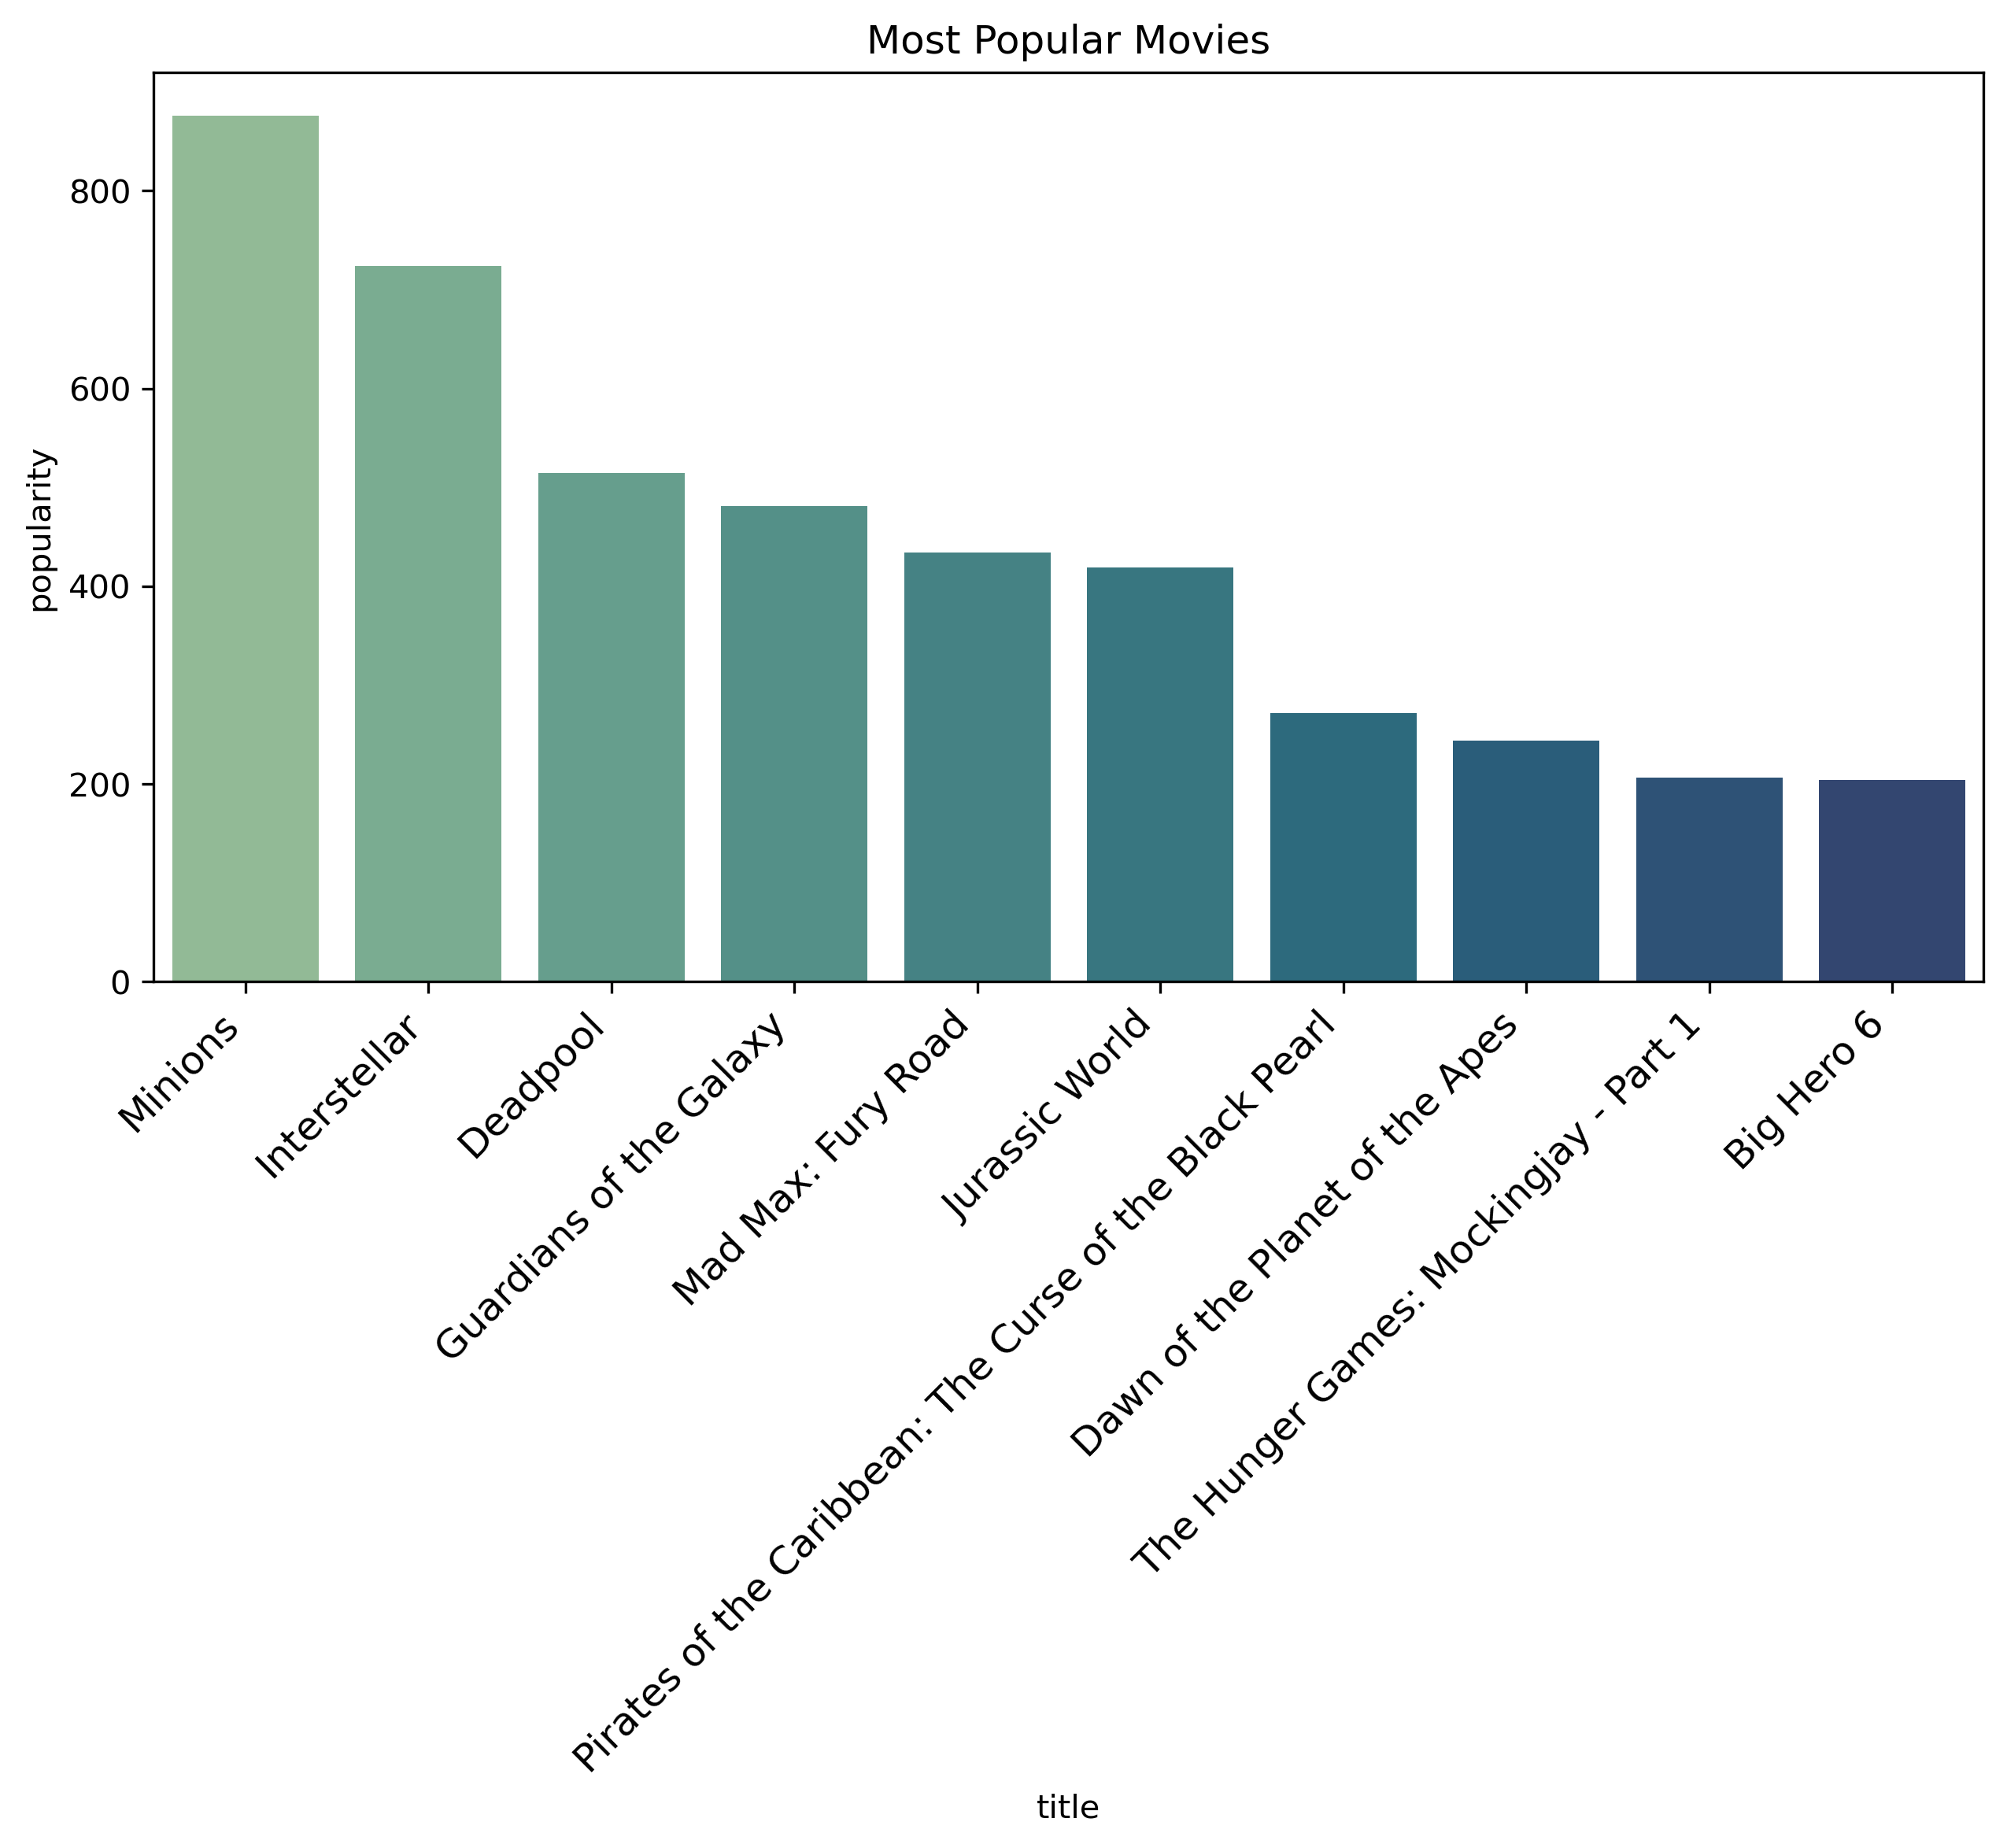 Most Popular Movies
popularity
800
600
400
200
0
Minions
Interstellar
Deadpool
Guardians of the Galaxy
Mad Max: Fury Road
Jurassic World
Pirates of the Caribbean: The Curse of the Black Pearl
Dawn of the Planet of the Apes
The Hunger Games: Mockingjay - Part 1
Big Hero 6
title